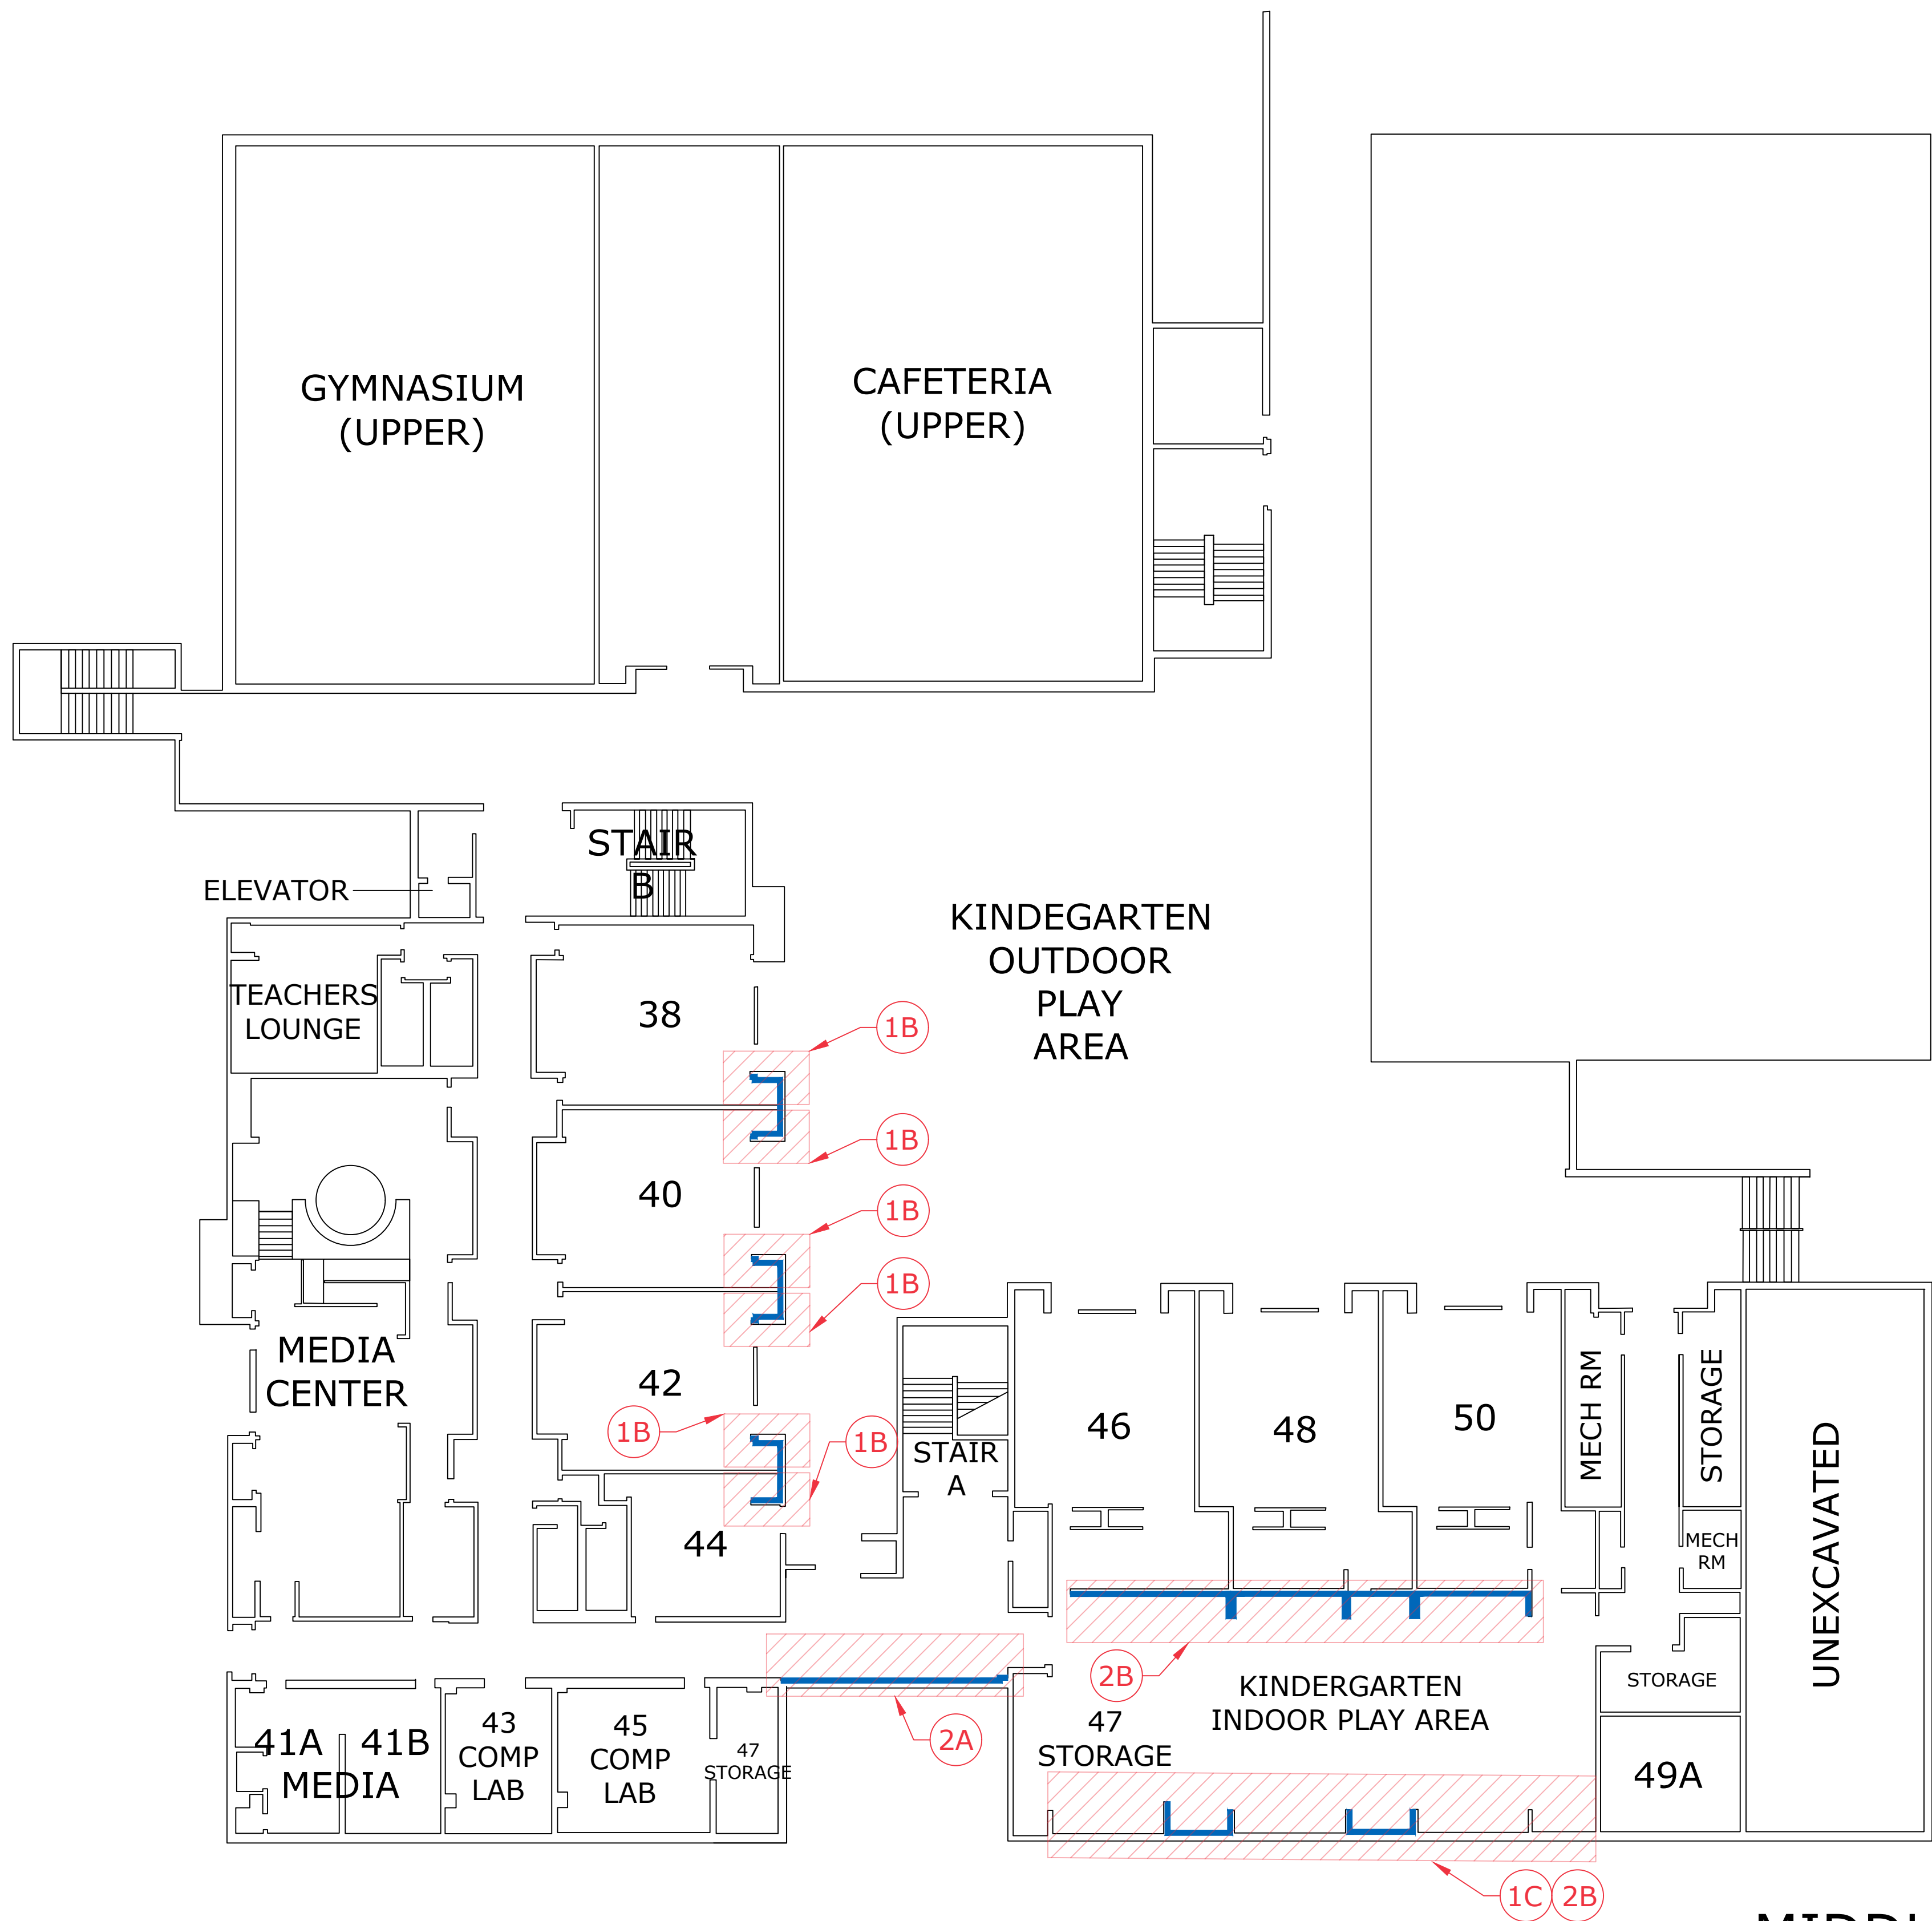 GYMNASIUM
(UPPER)
CAFETERIA
(UPPER)
STAIR
B
ELEVATOR
KINDEGARTEN
OUTDOOR
PLAY
AREA
TEACHERS
LOUNGE
38
1B
1B
40
1B
1B
MEDIA
CENTER
42
1B
1B
STAIR
A
46
48
50
MECH RM
STORAGE
UNEXCAVATED
44
MECH
RM
2B
KINDERGARTEN
INDOOR PLAY AREA
STORAGE
2A
47
STORAGE
41A
41B
MEDIA
43
COMP
LAB
45
COMP
LAB
47
STORAGE
49A
1C
2B